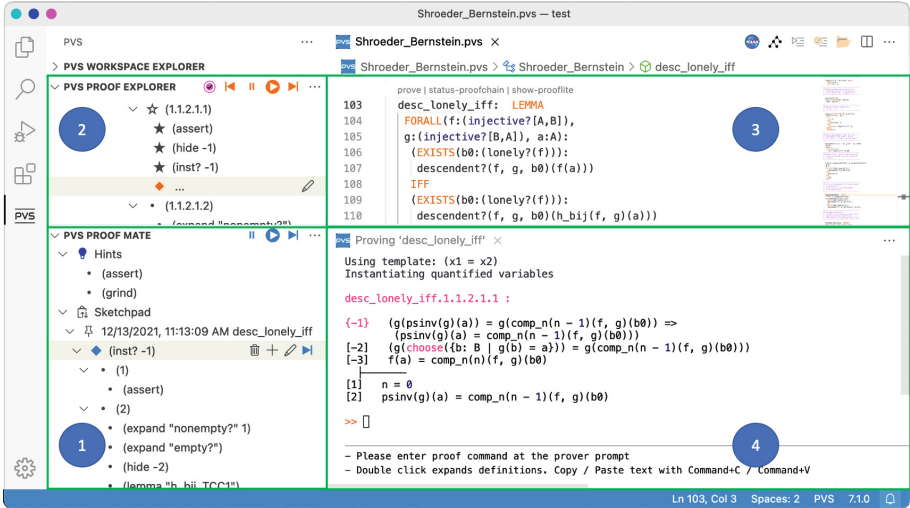 Shroeder_Bernstein.pvs — test
PVS ···
PVS Shroeder_Bernstein.pvs ×
NASA
> PVS WORKSPACE EXPLORER
PVS Shroeder_Bernstein.pvs > Shroeder_Bernstein > desc_lonely_iff
PVS PROOF EXPLORER ···
(1.1.2.1.1)
★ (assert)
★ (hide -1)
★ (inst? -1)
◆ ...
• (1.1.2.1.2)
• (expand "nonempty?")
2
prove | status-proofchain | show-prooflite
103 desc_lonely_iff: LEMMA
104 FORALL(f:(injective?[A,B]),
105 g:(injective?[B,A]), a:A):
106 (EXISTS(b0:(lonely?(f))):
107 descendent?(f, g, b0)(f(a)))
108 IFF
109 (EXISTS(b0:(lonely?(f))):
110 descendent?(f, g, b0)(h_bij(f, g)(a)))
3
PVS
PVS PROOF MATE ···
Hints
• (assert)
• (grind)
Sketchpad
12/13/2021, 11:13:09 AM desc_lonely_iff
◆ (inst? -1)
• (1)
• (assert)
• (2)
• (expand "nonempty?" 1)
• (expand "empty?")
• (hide -2)
• (lemma "h_bij_TCC1")
1
PVS Proving 'desc_lonely_iff' × ···
Using template: (x1 = x2)
Instantiating quantified variables
desc_lonely_iff.1.1.2.1.1 :
{-1} (g(psinv(g)(a)) = g(comp_n(n - 1)(f, g)(b0)) =>
(psinv(g)(a) = comp_n(n - 1)(f, g)(b0)))
[-2] (g(choose({b: B | g(b) = a})) = g(comp_n(n - 1)(f, g)(b0)))
[-3] f(a) = comp_n(n)(f, g)(b0)
[1] n = 0
[2] psinv(g)(a) = comp_n(n - 1)(f, g)(b0)
>>
4
- Please enter proof command at the prover prompt
- Double click expands definitions. Copy / Paste text with Command+C / Command+V
Ln 103, Col 3 Spaces: 2 PVS 7.1.0